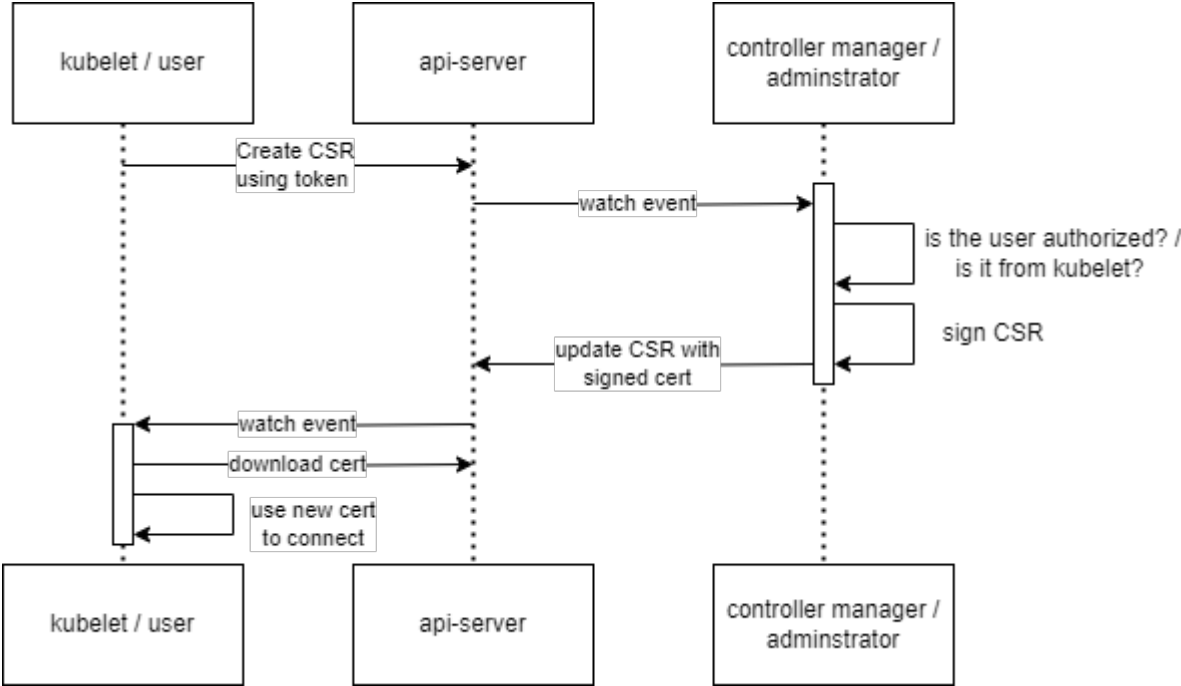 kubelet / user
api-server
controller manager /
adminstrator
Create CSR
using token
watch event
is the user authorized? /
is it from kubelet?
sign CSR
update CSR with
signed cert
watch event
download cert
use new cert
to connect
kubelet / user
api-server
controller manager /
adminstrator